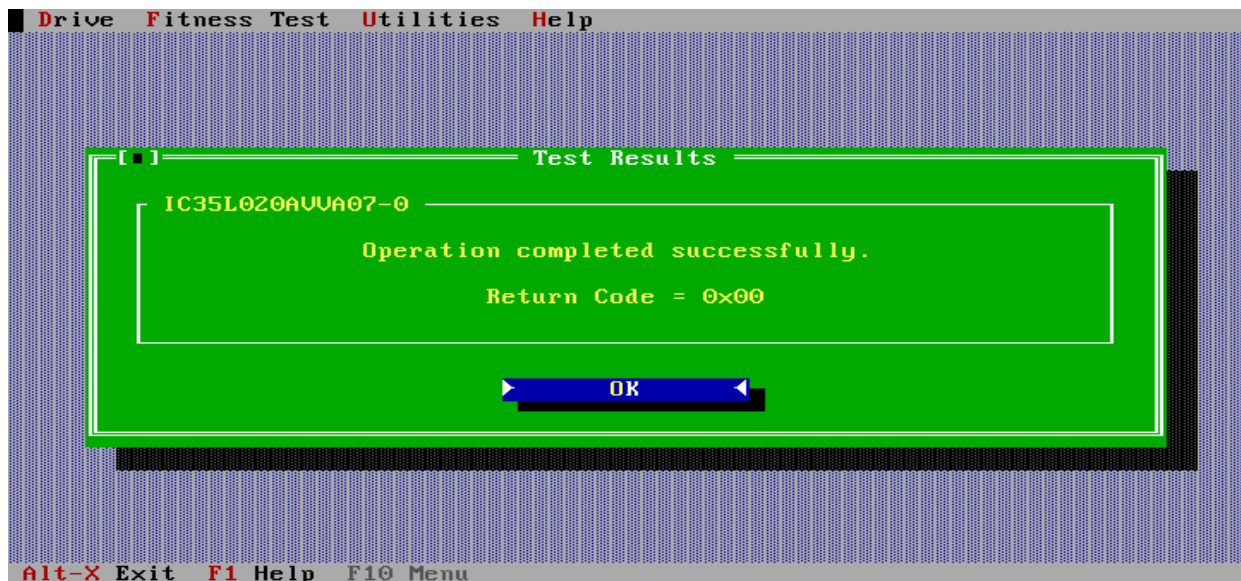 Drive Fitness Test Utilities Help
[■] Test Results
IC35L020AVVA07-0
Operation completed successfully.
Return Code = 0x00
OK
Alt-X Exit F1 Help F10 Menu